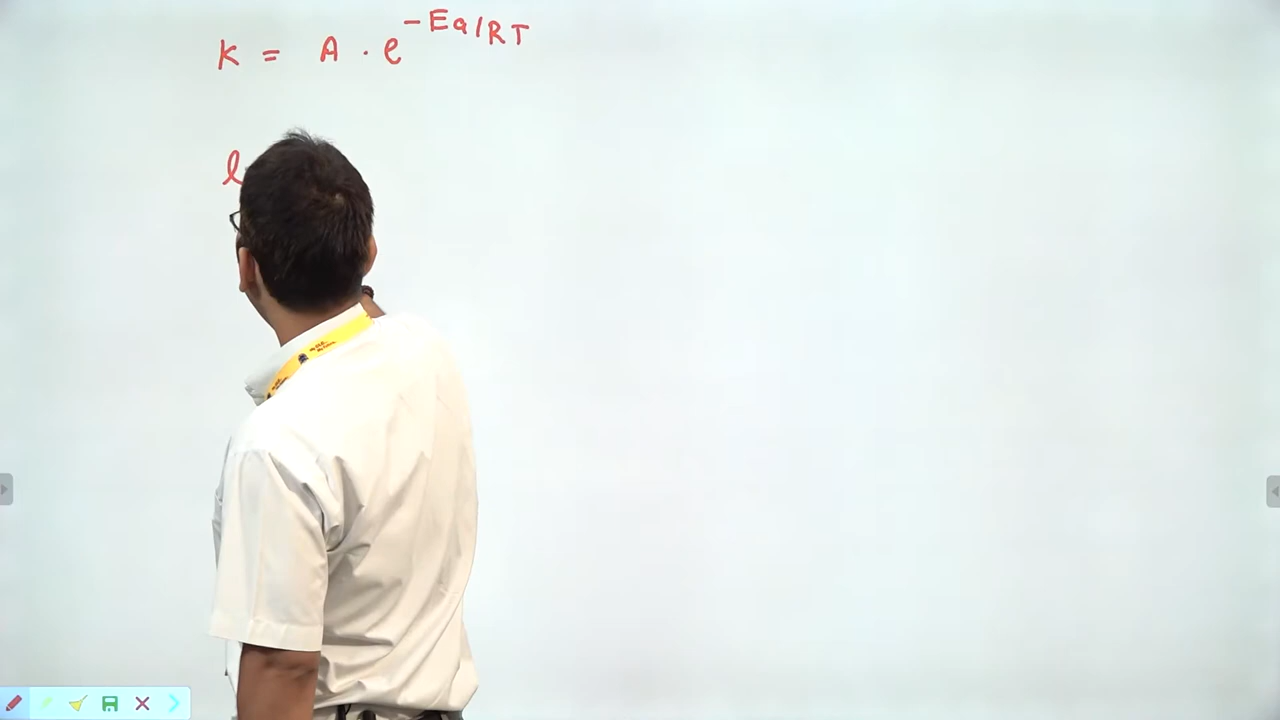 K = A · e^{-Ea/RT}
l